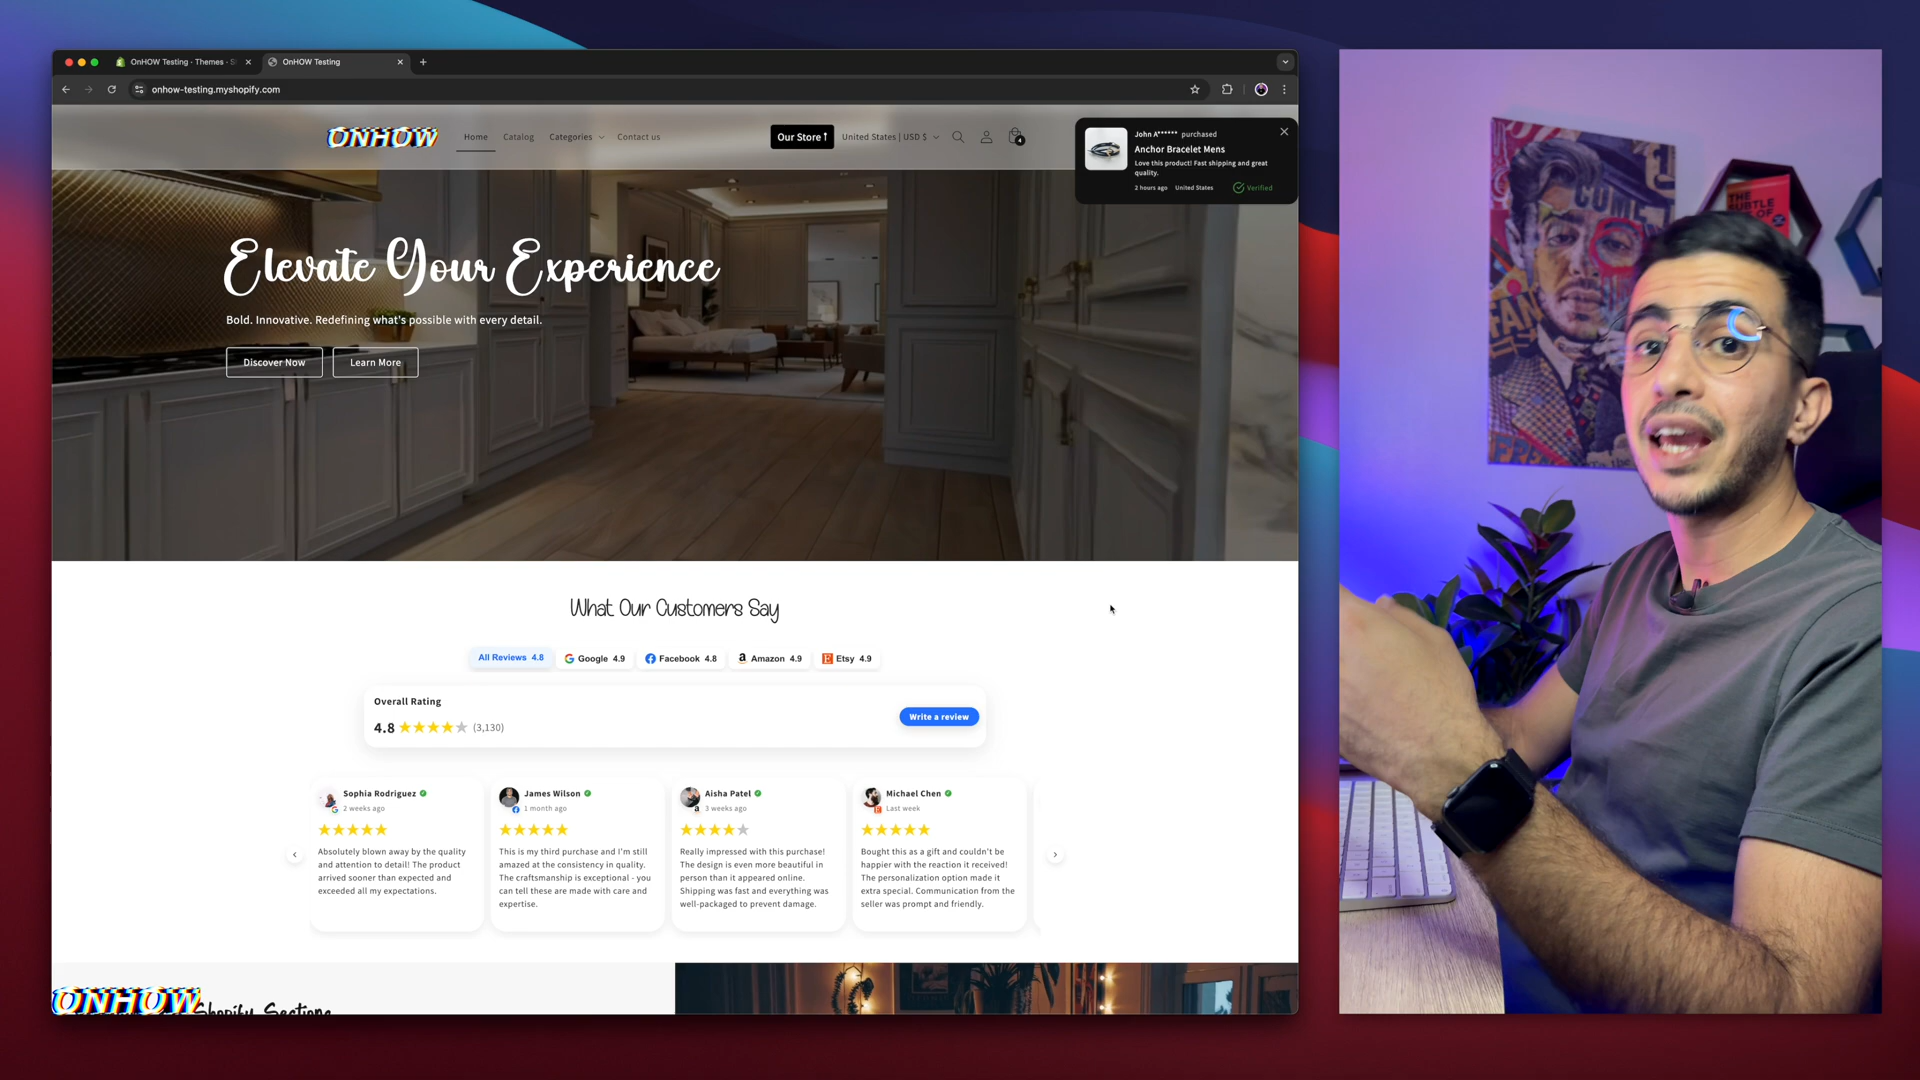 OnHOW Testing · Themes · S
OnHOW Testing
onhow-testing.myshopify.com
ONHOW
Home
Catalog
Categories
Contact us
Our Store
United States | USD $
4
John A****** purchased
Anchor Bracelet Mens
Love this product! Fast shipping and great
quality.
2 hours ago United States Verified
Elevate Your Experience
Bold. Innovative. Redefining what's possible with every detail.
Discover Now
Learn More
THE
SUBTLE
OF
What Our Customers Say
All Reviews 4.8
Google 4.9
Facebook 4.8
Amazon 4.9
Etsy 4.9
Overall Rating
4.8 (3,130)
Write a review
Sophia Rodriguez
2 weeks ago
Absolutely blown away by the quality
and attention to detail! The product
arrived sooner than expected and
exceeded all my expectations.
James Wilson
1 month ago
This is my third purchase and I'm still
amazed at the consistency in quality.
The craftsmanship is exceptional - you
can tell these are made with care and
expertise.
Aisha Patel
3 weeks ago
Really impressed with this purchase!
The design is even more beautiful in
person than it appeared online.
Shipping was fast and everything was
well-packaged to prevent damage.
Michael Chen
Last week
Bought this as a gift and couldn't be
happier with the reaction it received!
The personalization option made it
extra special. Communication from the
seller was prompt and friendly.
ONHOW
Shopify Sections